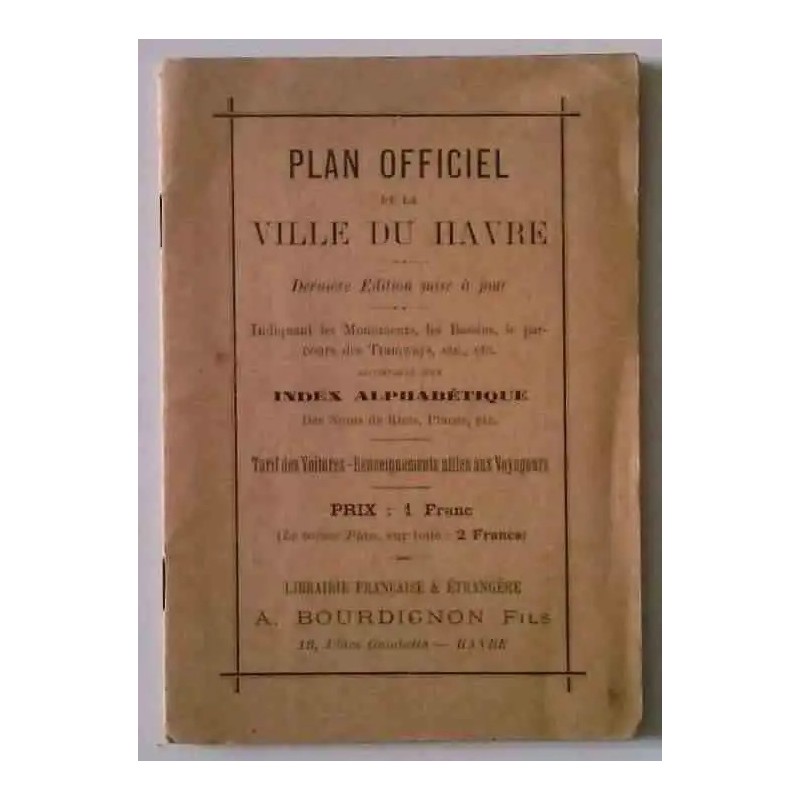 PLAN OFFICIEL
DE LA
VILLE DU HAVRE
Dernière Edition mise à jour
Indiquant les Monuments, les Bassins, le par-
cours des Tramways, etc., etc.
INDEX ALPHABÉTIQUE
Des Noms de Rues, Places, etc.
Tarif des Voitures - Renseignements utiles aux Voyageurs
PRIX : 1 Franc
(Le même Plan, sur toile : 2 Francs)
LIBRAIRIE FRANÇAISE & ÉTRANGÈRE
A. BOURDIGNON FILS
18, Place Gambetta — HAVRE